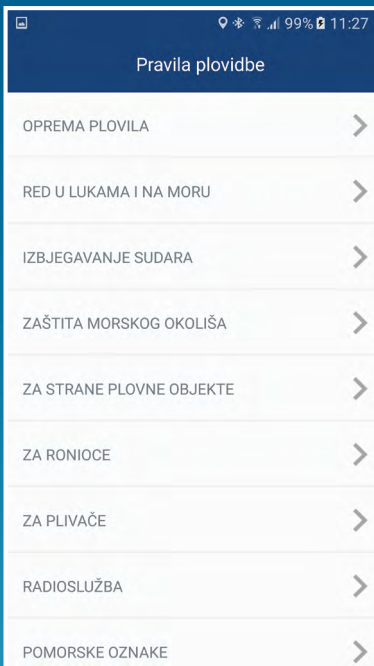 99% 11:27
Pravila plovidbe
OPREMA PLOVILA
RED U LUKAMA I NA MORU
IZBJEGAVANJE SUDARA
ZAŠTITA MORSKOG OKOLIŠA
ZA STRANE PLOVNE OBJEKTE
ZA RONIOCE
ZA PLIVAČE
RADIOSLUŽBA
POMORSKE OZNAKE